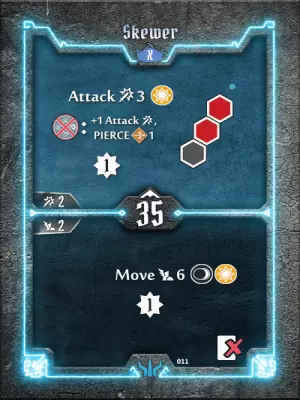 Skewer
X
Attack 3
: +1 Attack,
PIERCE 1
1
2
35
2
Move 6
1
011